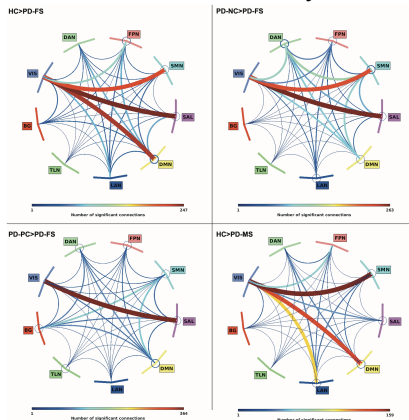 HC>PD-FS
DAN
FPN
SMN
SAL
DMN
LAN
TLN
BG
VIS
1
247
Number of significant connections
PD-NC>PD-FS
DAN
FPN
SMN
SAL
DMN
LAN
TLN
BG
VIS
1
263
Number of significant connections
PD-PC>PD-FS
DAN
FPN
SMN
SAL
DMN
LAN
TLN
BG
VIS
1
364
Number of significant connections
HC>PD-MS
DAN
FPN
SMN
SAL
DMN
LAN
TLN
BG
VIS
1
159
Number of significant connections